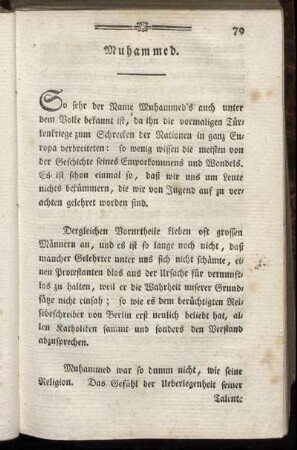 79
Muhammed.
So sehr der Name Muhammed's auch unter
dem Volke bekannt ist, da ihn die vormaligen Tür-
kenkriege zum Schrecken der Nationen in ganz Eu-
ropa verbreiteten: so wenig wissen die meisten von
der Geschichte seines Emporkommens und Wandels.
Es ist schon einmal so, daß wir uns um Leute
nichts bekümmern, die wir von Jugend auf zu ver-
achten gelehret worden sind.
Dergleichen Vorurtheile kleben oft grossen
Männern an, und es ist so lange noch nicht, daß
mancher Gelehrter unter uns sich nicht schämte, ei-
nen Protestanten blos aus der Ursache für vernunft-
los zu halten, weil er die Wahrheit unserer Grund-
sätze nicht einsah; so wie es dem berüchtigten Rei-
sebeschreiber von Berlin erst neulich beliebt hat, al-
len Katholiken sammt und sonders den Verstand
abzusprechen.
Muhammed war so dumm nicht, wie seine
Religion. Das Gefühl der Ueberlegenheit seiner
Talente